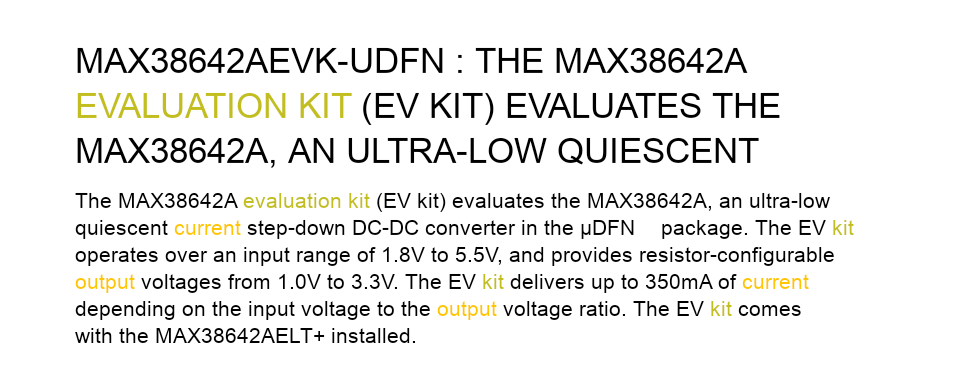 MAX38642AEVK-UDFN : THE MAX38642A
EVALUATION KIT (EV KIT) EVALUATES THE
MAX38642A, AN ULTRA-LOW QUIESCENT
The MAX38642A evaluation kit (EV kit) evaluates the MAX38642A, an ultra-low
quiescent current step-down DC-DC converter in the µDFN package. The EV kit
operates over an input range of 1.8V to 5.5V, and provides resistor-configurable
output voltages from 1.0V to 3.3V. The EV kit delivers up to 350mA of current
depending on the input voltage to the output voltage ratio. The EV kit comes
with the MAX38642AELT+ installed.